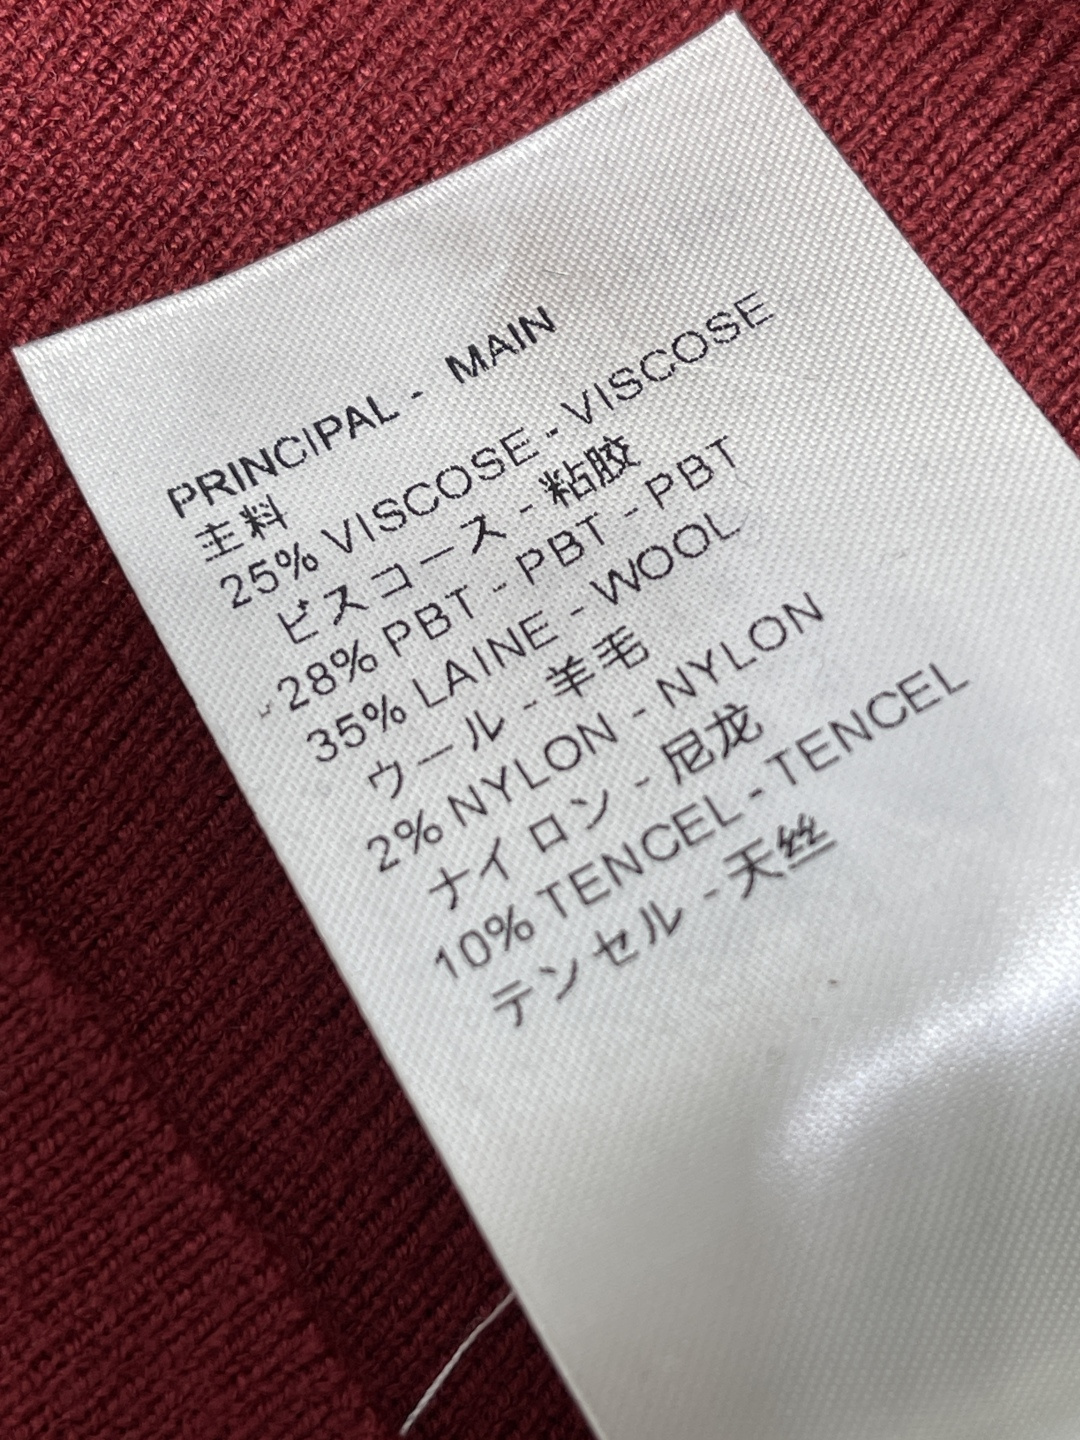 PRINCIPAL - MAIN
主料
25% VISCOSE - VISCOSE
ビスコース - 粘胶
28% PBT - PBT - PBT
35% LAINE - WOOL
ウール - 羊毛
2% NYLON - NYLON
ナイロン - 尼龙
10% TENCEL - TENCEL
テンセル - 天丝